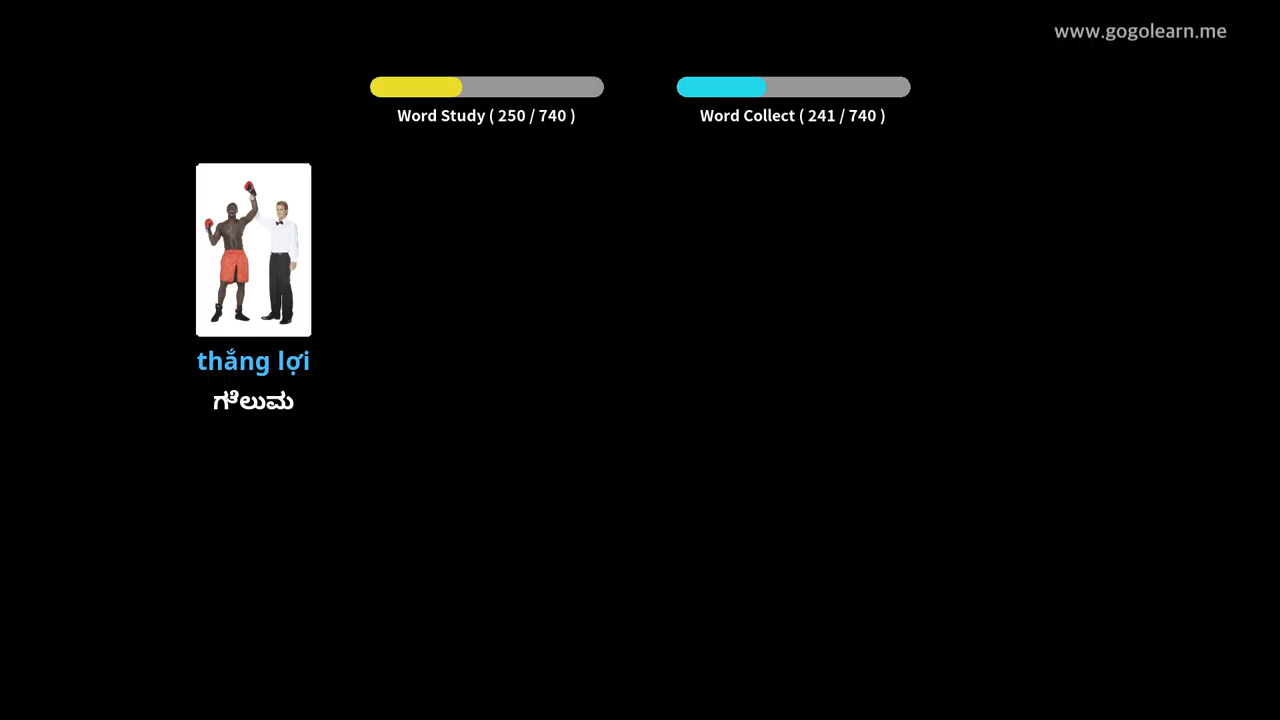 www.gogolearn.me
Word Study ( 250 / 740 )
Word Collect ( 241 / 740 )
thắng lợi
ಗೆಲುಮ